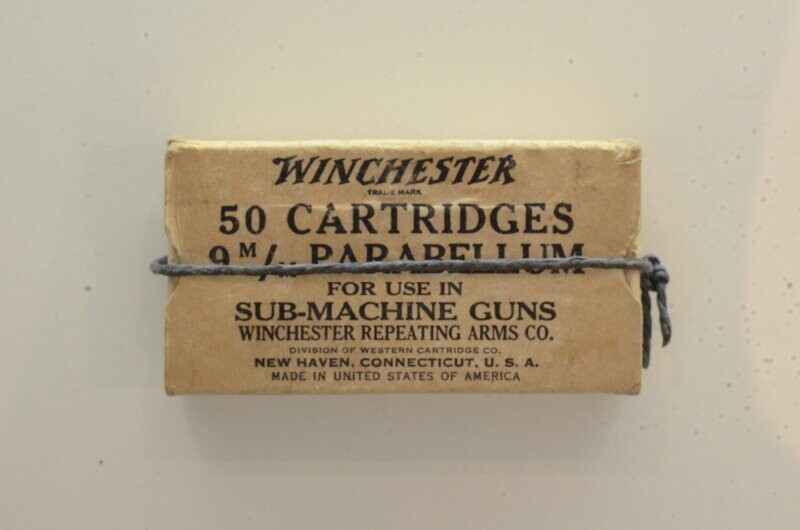 WINCHESTER
TRADE MARK
50 CARTRIDGES
9 M/M PARABELLUM
FOR USE IN
SUB-MACHINE GUNS
WINCHESTER REPEATING ARMS CO.
DIVISION OF WESTERN CARTRIDGE CO.
NEW HAVEN, CONNECTICUT, U. S. A.
MADE IN UNITED STATES OF AMERICA